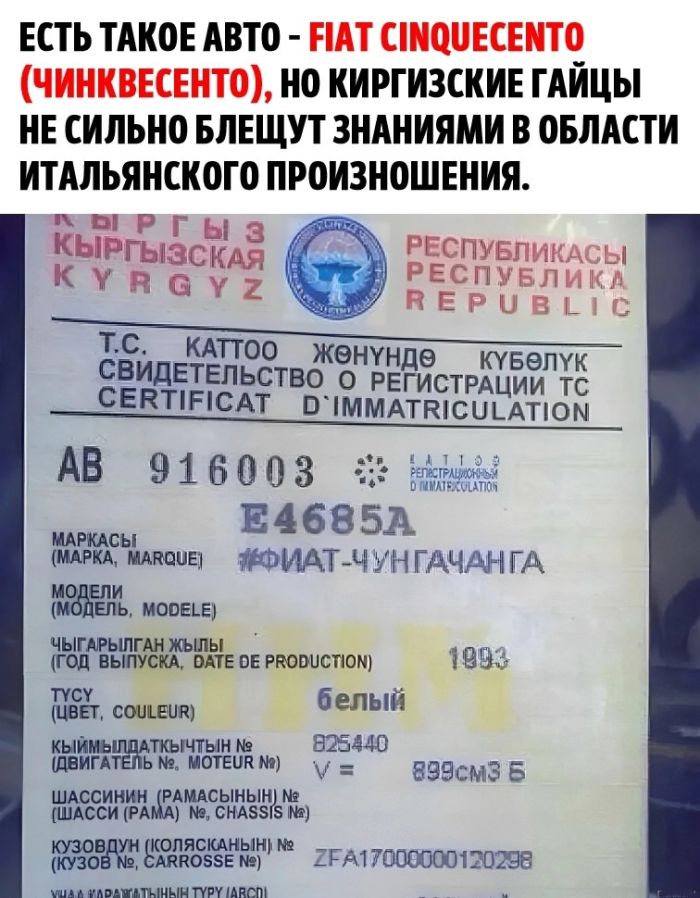 ЕСТЬ ТАКОЕ АВТО - FIAT CINQUECENTO
(ЧИНКВЕСЕНТО), НО КИРГИЗСКИЕ ГАЙЦЫ
НЕ СИЛЬНО БЛЕЩУТ ЗНАНИЯМИ В ОБЛАСТИ
ИТАЛЬЯНСКОГО ПРОИЗНОШЕНИЯ.
КЫРГЫЗ РЕСПУБЛИКАСЫ
КЫРГЫЗСКАЯ РЕСПУБЛИКА
KYRGYZ REPUBLIC
Т.С. КАТТОО ЖӨНҮНДӨ КҮБӨЛҮК
СВИДЕТЕЛЬСТВО О РЕГИСТРАЦИИ ТС
CERTIFICAT D'IMMATRICULATION
АВ 916003 КАТТОО
РЕГИСТРАЦИОННЫЙ
D'IMMATRICULATION
E4685A
МАРКАСЫ
(МАРКА, MARQUE) #ФИАТ-ЧУНГАЧАНГА
МОДЕЛИ
(МОДЕЛЬ, MODELE)
ЧЫГАРЫЛГАН ЖЫЛЫ
(ГОД ВЫПУСКА, DATE DE PRODUCTION) 1993
ТҮСҮ
(ЦВЕТ, COULEUR) белый
КЫЙМЫЛДАТКЫЧТЫН № 825440
(ДВИГАТЕЛЬ №, MOTEUR №) V = 899см3 Б
ШАССИНИН (РАМАСЫНЫН) №
(ШАССИ (РАМА) №, CHASSIS №)
КУЗОВДУН (КОЛЯСКАНЫН) №
(КУЗОВ №, CARROSSE №) ZFA17000000120298